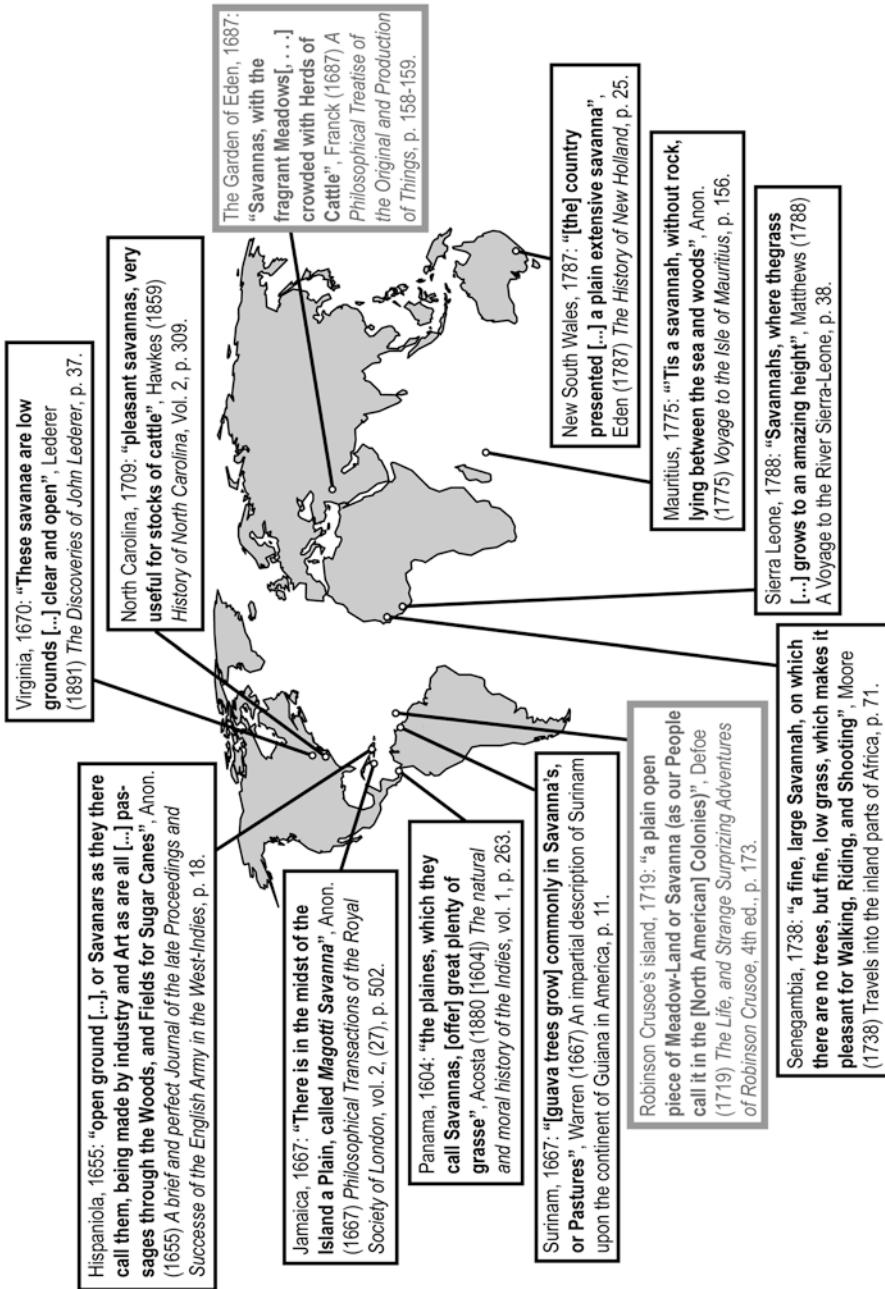 Hispaniola, 1655: "open ground [...], or Savanars as they there
call them, being made by industry and Art as are all [...] pas-
sages through the Woods, and Fields for Sugar Canes", Anon.
(1655) A brief and perfect Journal of the late Proceedings and
Successe of the English Army in the West-Indies, p. 18.
Virginia, 1670: "These savanae are low
grounds [...] clear and open", Lederer
(1891) The Discoveries of John Lederer, p. 37.
North Carolina, 1709: "pleasant savannas, very
useful for stocks of cattle", Hawkes (1859)
History of North Carolina, Vol. 2, p. 309.
The Garden of Eden, 1687:
"Savannas, with the
fragrant Meadows[, . . .]
crowded with Herds of
Cattle", Franck (1687) A
Philosophical Treatise of
the Original and Production
of Things, p. 158-159.
Jamaica, 1667: "There is in the midst of the
Island a Plain, called Magotti Savanna", Anon.
(1667) Philosophical Transactions of the Royal
Society of London, vol. 2, (27), p. 502.
Panama, 1604: "the plaines, which they
call Savannas, [offer] great plenty of
grasse", Acosta (1880 [1604]) The natural
and moral history of the Indies, vol. 1, p. 263.
Surinam, 1667: "[guava trees grow] commonly in Savanna's,
or Pastures", Warren (1667) An impartial description of Surinam
upon the continent of Guiana in America, p. 11.
Robinson Crusoe's island, 1719: "a plain open
piece of Meadow-Land or Savanna (as our People
call it in the [North American] Colonies)", Defoe
(1719) The Life, and Strange Surprizing Adventures
of Robinson Crusoe, 4th ed., p. 173.
Senegambia, 1738: "a fine, large Savannah, on which
there are no trees, but fine, low grass, which makes it
pleasant for Walking, Riding, and Shooting", Moore
(1738) Travels into the inland parts of Africa, p. 71.
New South Wales, 1787: "[the] country
presented [...] a plain extensive savanna",
Eden (1787) The History of New Holland, p. 25.
Mauritius, 1775: "'Tis a savannah, without rock,
lying between the sea and woods", Anon.
(1775) Voyage to the Isle of Mauritius, p. 156.
Sierra Leone, 1788: "Savannahs, where thegrass
[...] grows to an amazing height", Matthews (1788)
A Voyage to the River Sierra-Leone, p. 38.